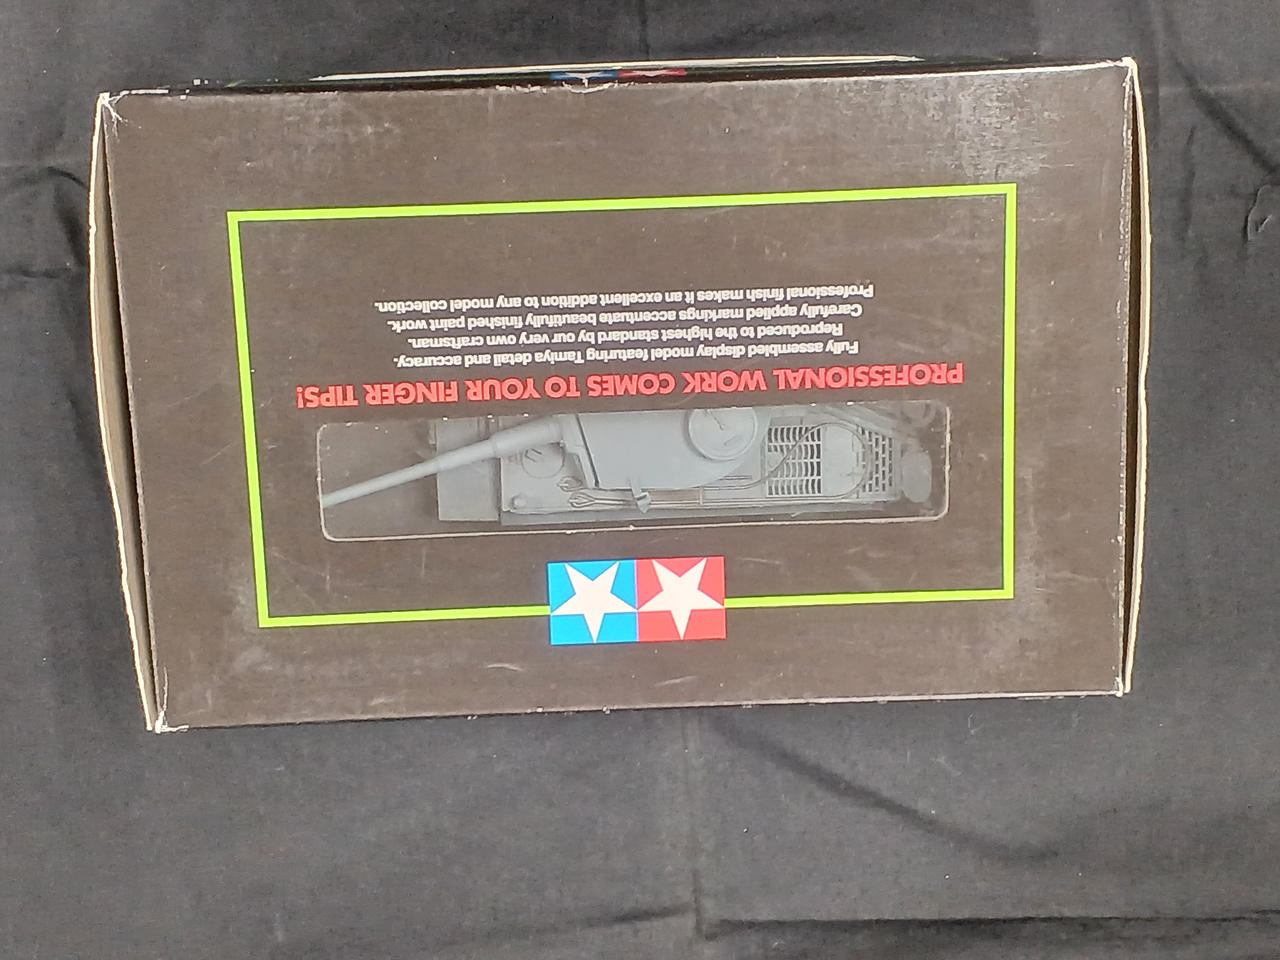 PROFESSIONAL WORK COMES TO YOUR FINGER TIPS!
Fully assembled display model featuring Tamiya detail and accuracy.
Reproduced to the highest standard by our very own craftsman.
Carefully applied markings accentuate beautifully finished paint work.
Professional finish makes it an excellent addition to any model collection.